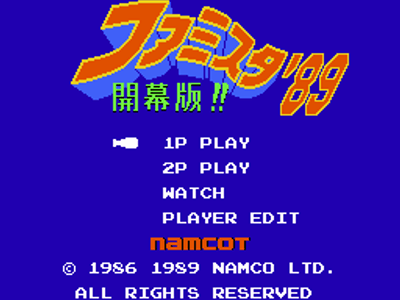 ファミスタ'89
開幕版!!
1P PLAY
2P PLAY
WATCH
PLAYER EDIT
namcot
© 1986 1989 NAMCO LTD.
ALL RIGHTS RESERVED